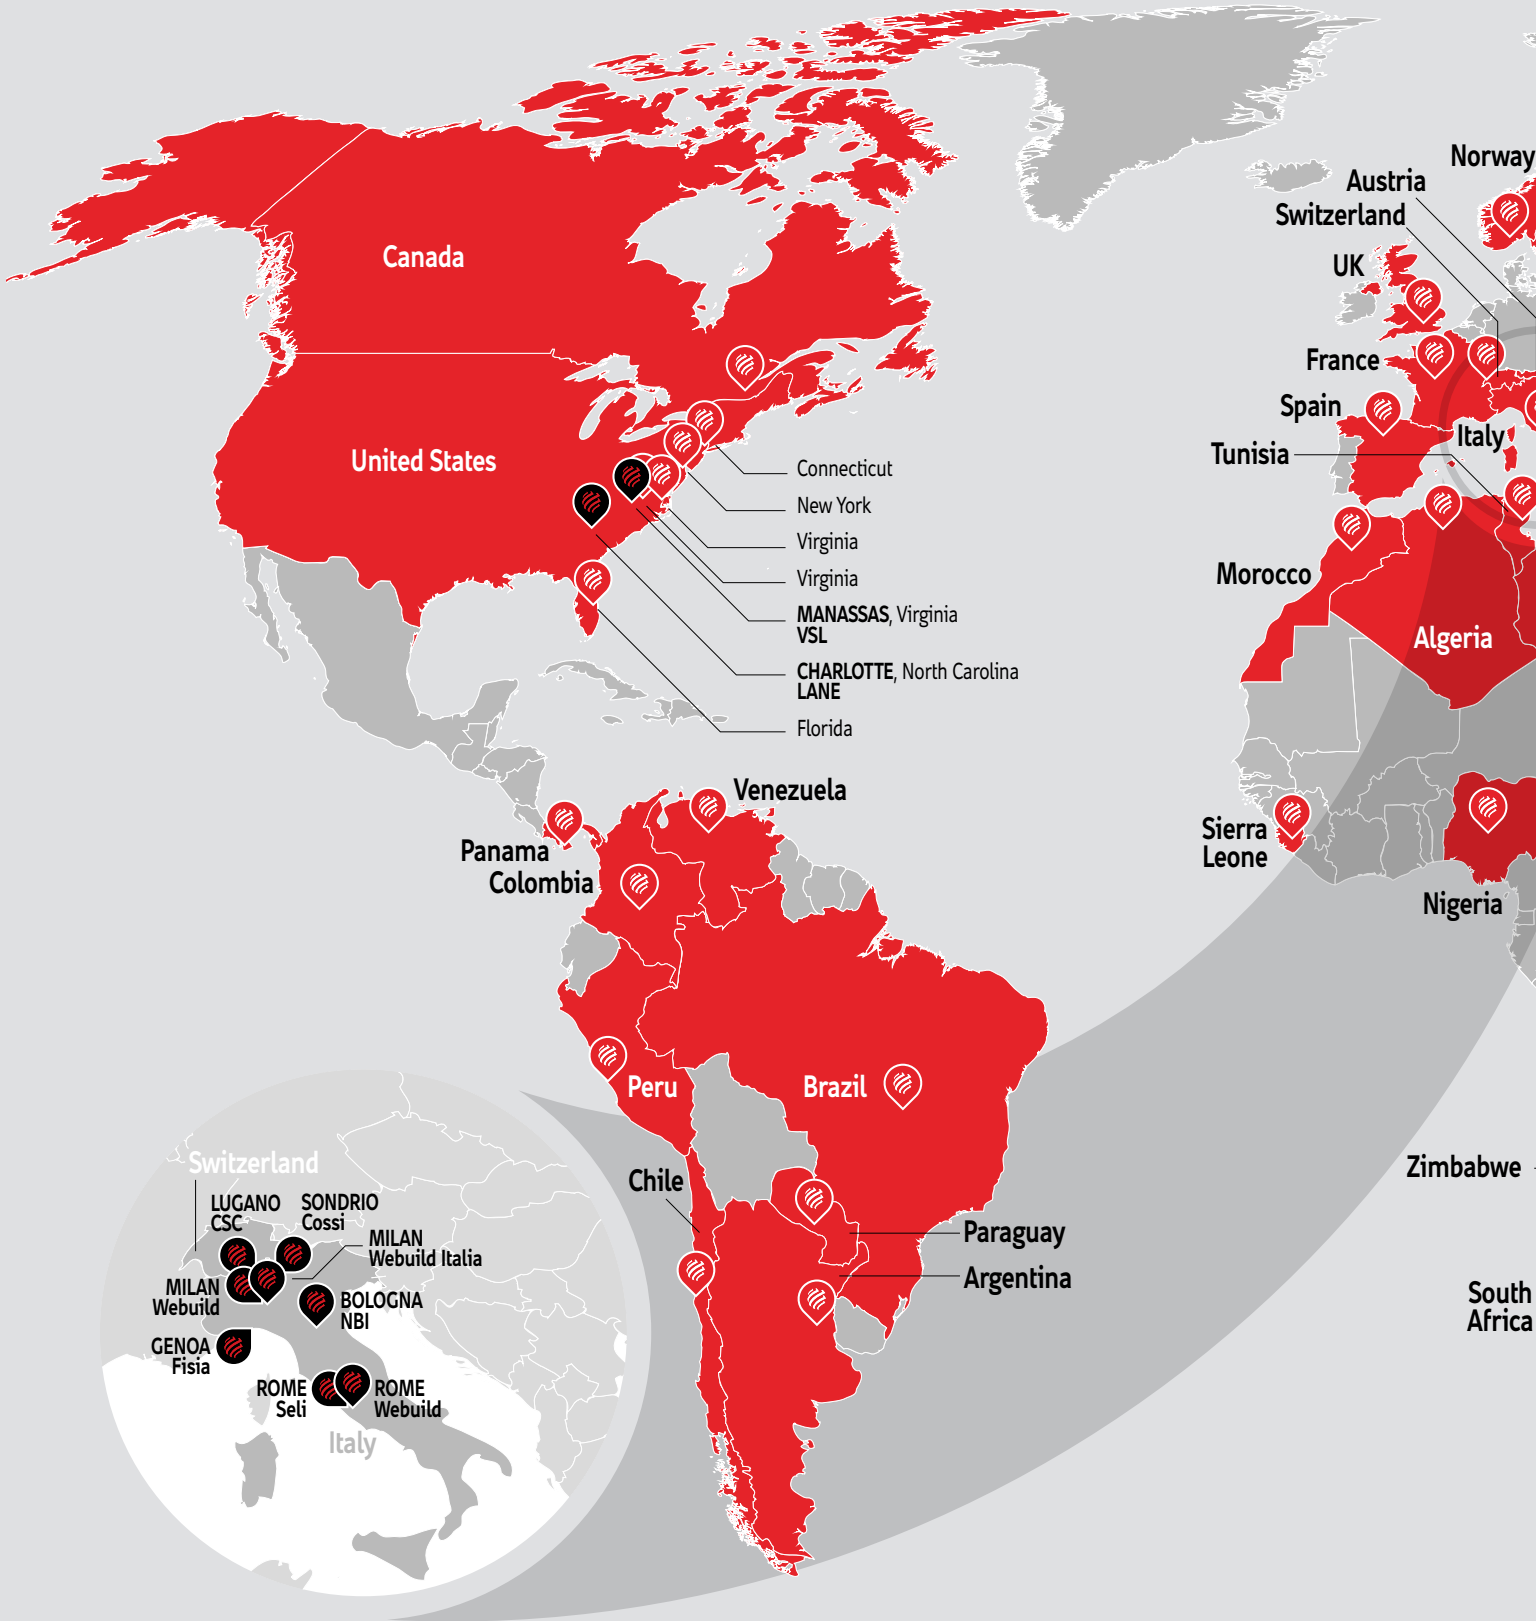 Norway
Austria
Switzerland
UK
Canada
France
Spain
Italy
Tunisia
United States
Connecticut
New York
Virginia
Virginia
MANASSAS, Virginia
VSL
CHARLOTTE, North Carolina
LANE
Florida
Morocco
Algeria
Venezuela
Panama
Colombia
Sierra
Leone
Nigeria
Peru
Brazil
Chile
Paraguay
Argentina
Zimbabwe
South
Africa
Switzerland
LUGANO
CSC
SONDRIO
Cossi
MILAN
Webuild Italia
MILAN
Webuild
BOLOGNA
NBI
GENOA
Fisia
ROME
Seli
ROME
Webuild
Italy